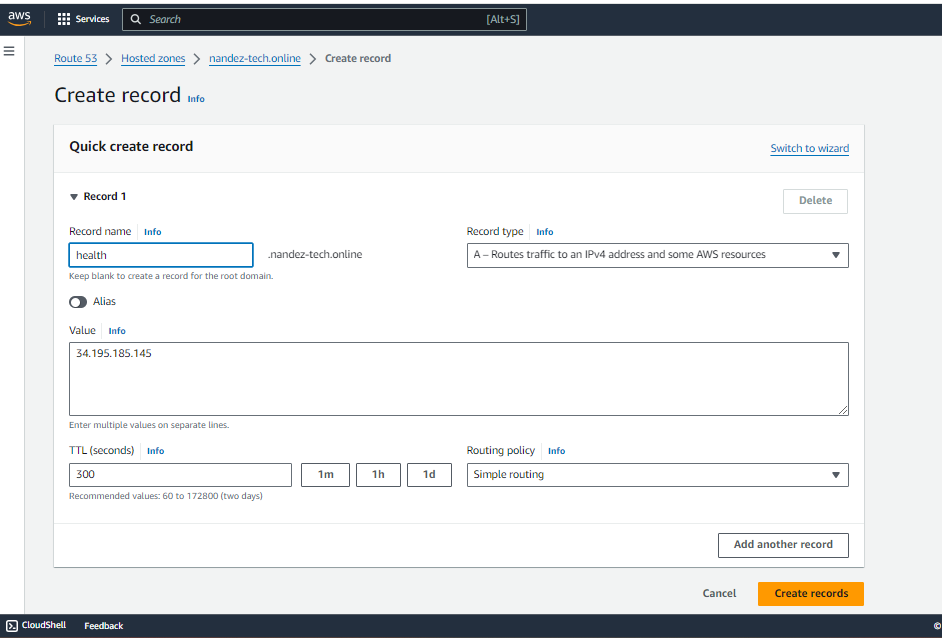 aws Services Search [Alt+S]
Route 53 > Hosted zones > nandez-tech.online > Create record
Create record Info
Quick create record Switch to wizard
Record 1 Delete
Record name Info Record type Info
health .nandez-tech.online A – Routes traffic to an IPv4 address and some AWS resources
Keep blank to create a record for the root domain.
Alias
Value Info
34.195.185.145
Enter multiple values on separate lines.
TTL (seconds) Info Routing policy Info
300 1m 1h 1d Simple routing
Recommended values: 60 to 172800 (two days)
Add another record
Cancel Create records
CloudShell Feedback ©